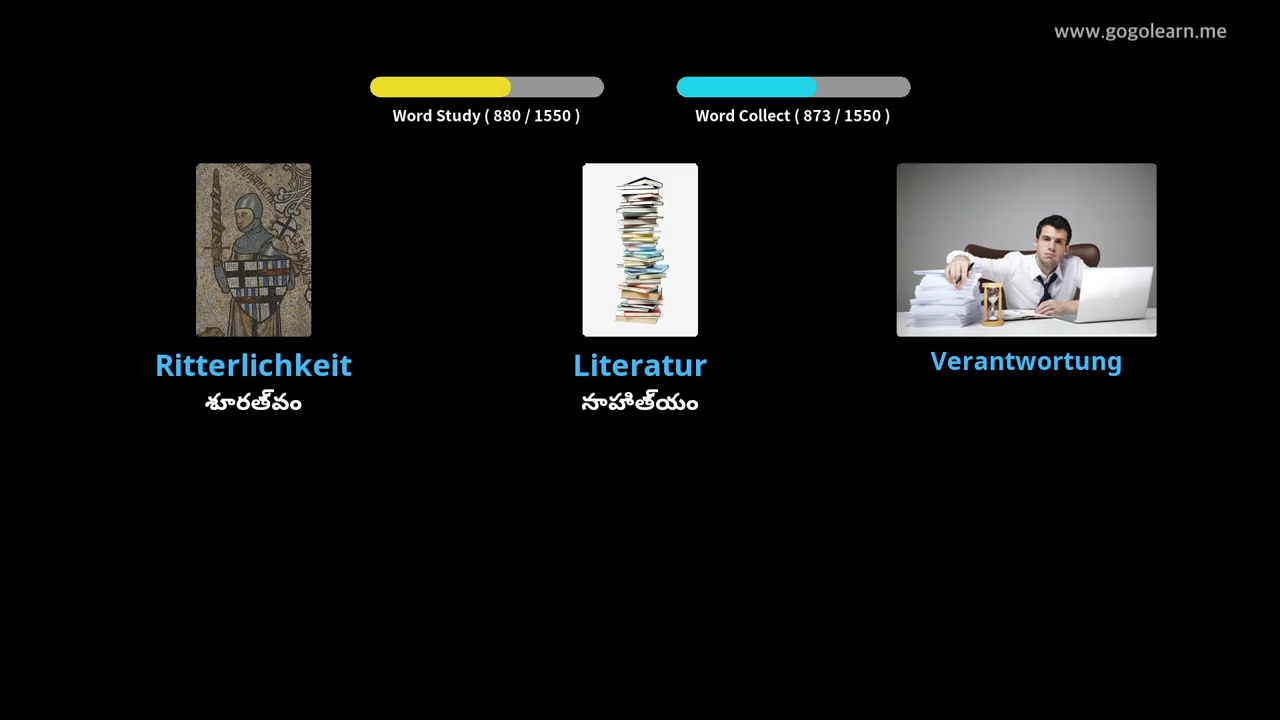 www.gogolearn.me
Word Study ( 880 / 1550 )
Word Collect ( 873 / 1550 )
Ritterlichkeit
Literatur
Verantwortung
శూరత్వం
సాహిత్యం